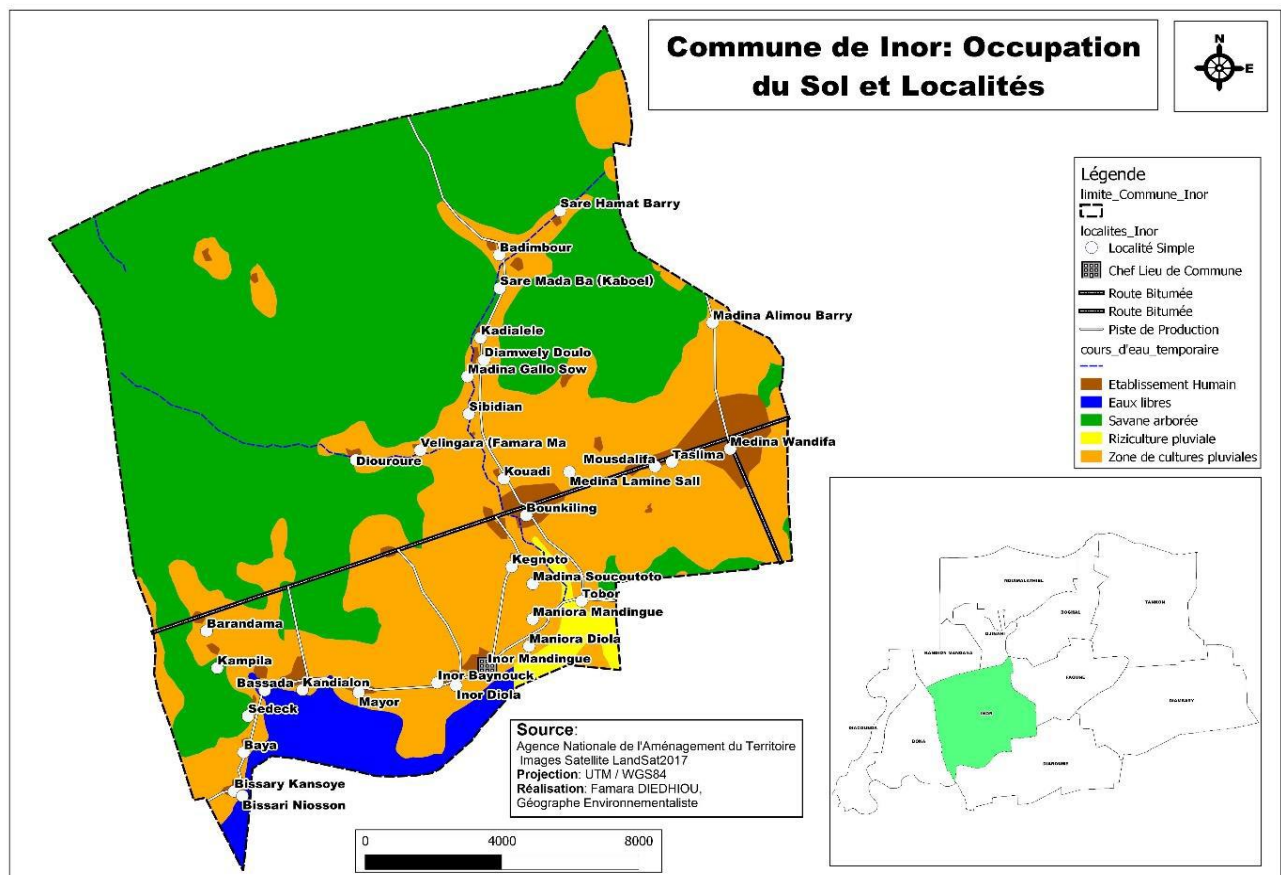 Commune de Inor: Occupation
du Sol et Localités
N
E
Légende
limite_Commune_Inor
localites_Inor
Localité Simple
Chef Lieu de Commune
Route Bitumée
Route Bitumée
Piste de Production
cours_d'eau_temporaire
Etablissement Humain
Eaux libres
Savane arborée
Riziculture pluviale
Zone de cultures pluviales
Sare Hamat Barry
Badimbour
Sare Mada Ba (Kaboel)
Madina Alimou Barry
Kadialele
Diamwely Doulo
Madina Gallo Sow
Sibidian
Velingara (Famara Ma
Diouroure
Medina Wandifa
Mousdalifa
Taslima
Kouadi
Medina Lamine Sall
Bounkiling
Kegnoto
Madina Soucoutoto
Tobor
Maniora Mandingue
Barandama
Maniora Diola
Kampila
Inor Mandingue
Inor Baynouck
Bassada
Kandialon
Mayor
Inor Diola
Sedeck
Baya
Bissary Kansoye
Bissari Niosson
Source:
Agence Nationale de l'Aménagement du Territoire
Images Satellite LandSat2017
Projection: UTM / WGS84
Réalisation: Famara DIEDHIOU,
Géographe Environnementaliste
0
4000
8000
TANKON
BOGHAL
DJINANI
FAOUNE
INOR
DIAMBATY
DIAROUME